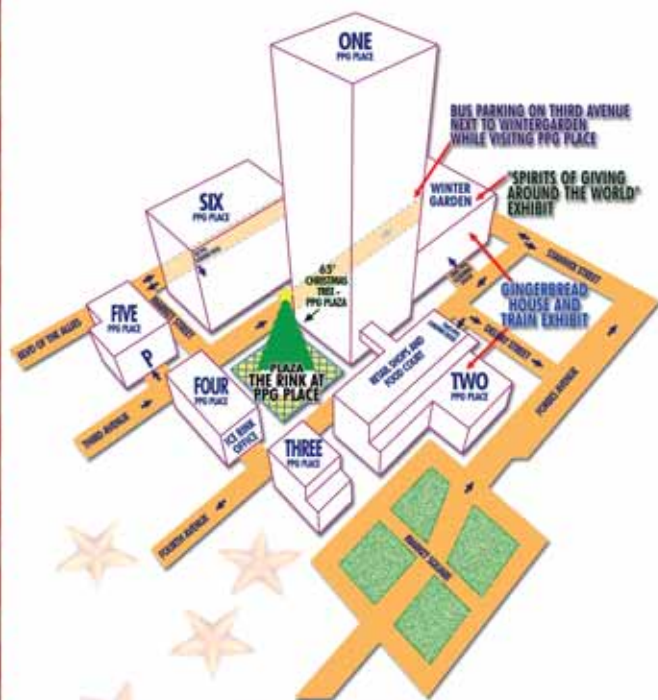 ONE
PPG PLACE
BUS PARKING ON THIRD AVENUE
NEXT TO WINTERGARDEN
WHILE VISITNG PPG PLACE
"SPIRITS OF GIVING
AROUND THE WORLD"
EXHIBIT
WINTER
GARDEN
SIX
PPG PLACE
STANWIX STREET
65'
CHRISTMAS
TREE -
PPG PLAZA
GINGERBREAD
HOUSE AND
TRAIN EXHIBIT
FIVE
PPG PLACE
MARKET STREET
BLVD OF THE ALLIES
P
PLAZA
THE RINK AT
PPG PLACE
RETAIL SHOPS AND
FOOD COURT
STREET
TWO
PPG PLACE
FORBES AVENUE
FOUR
PPG PLACE
ICE RINK
OFFICE
THIRD AVENUE
THREE
PPG PLACE
FOURTH AVENUE
MARKET SQUARE